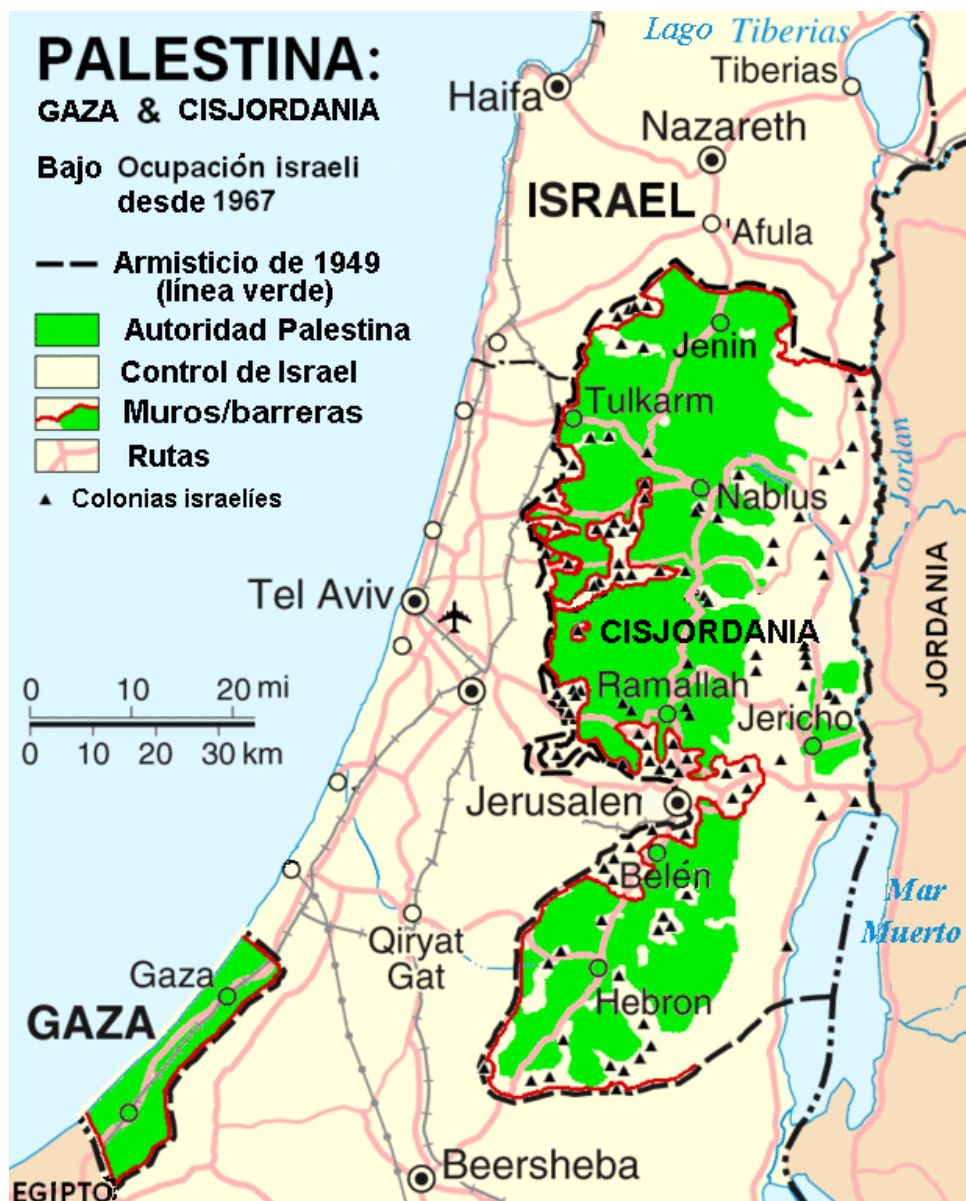 PALESTINA:
GAZA & CISJORDANIA
Bajo Ocupación israeli
desde 1967
Armisticio de 1949
(línea verde)
Autoridad Palestina
Control de Israel
Muros/barreras
Rutas
Colonias israelíes
Lago Tiberias
Tiberias
Haifa
Nazareth
ISRAEL
'Afula
Jenin
Tulkarm
Nablus
Jordan
JORDANIA
Tel Aviv
CISJORDANIA
0 10 20 mi
0 10 20 30 km
Ramallah
Jericho
Jerusalen
Belén
Mar
Muerto
Qiryat
Gat
Gaza
GAZA
Hebron
Beersheba
EGIPTO